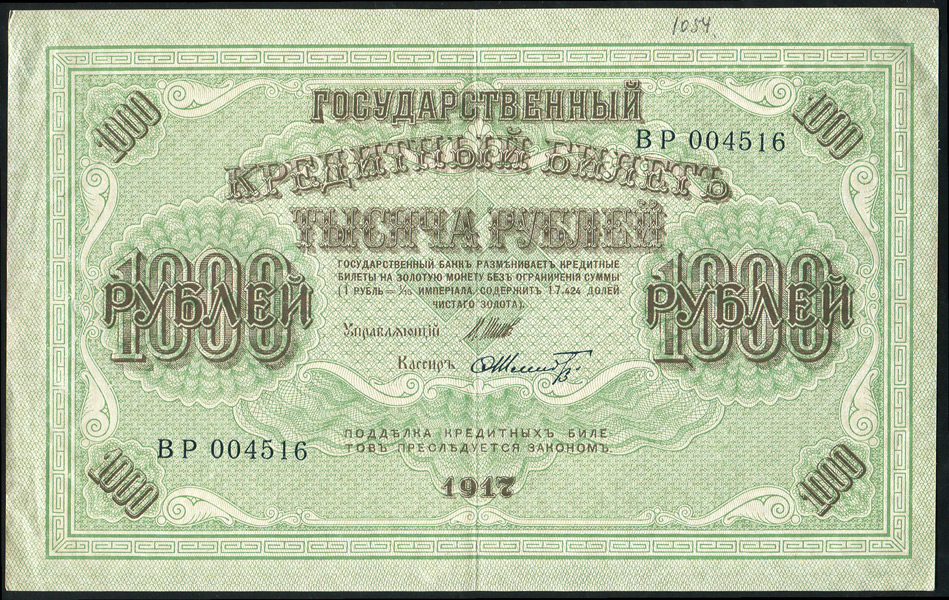 1054.
1000
1000
ГОСУДАРСТВЕННЫЙ
ВР 004516
КРЕДИТНЫЙ БИЛЕТЪ
ТЫСЯЧА РУБЛЕЙ
ГОСУДАРСТВЕННЫЙ БАНКЪ РАЗМѢНИВАЕТЪ КРЕДИТНЫЕ
БИЛЕТЫ НА ЗОЛОТУЮ МОНЕТУ БЕЗЪ ОГРАНИЧЕНІЯ СУММЫ
(1 РУБЛЬ = 1/15 ИМПЕРІАЛА, СОДЕРЖИТЪ 17,424 ДОЛЕЙ
ЧИСТАГО ЗОЛОТА).
1000 РУБЛЕЙ
1000 РУБЛЕЙ
Управляющій
Кассиръ
ПОДДѢЛКА КРЕДИТНЫХЪ БИЛЕ
ТОВЪ ПРЕСЛѢДУЕТСЯ ЗАКОНОМЪ.
ВР 004516
1000
1917
1000